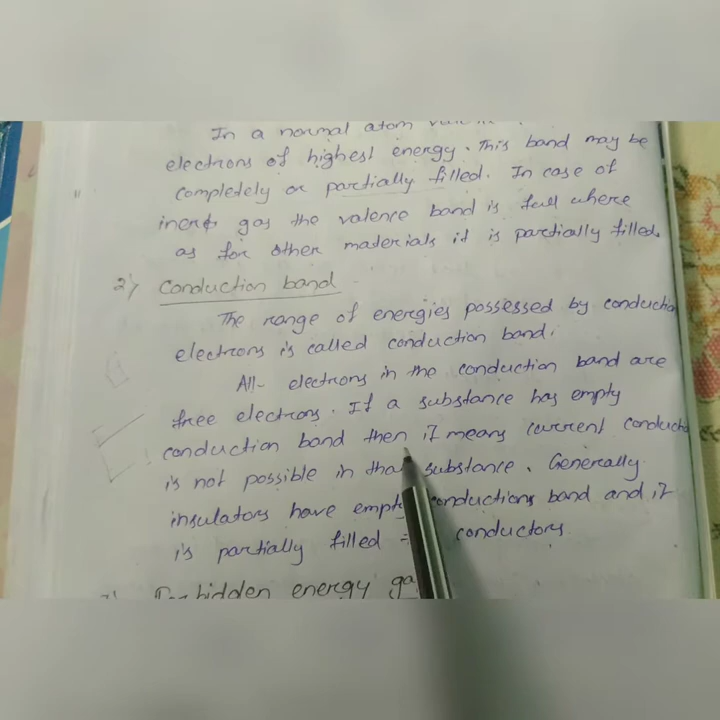 In a normal atom
electrons of highest energy. This band may be
completely or partially filled. In case of
inert gas the valence band is full where
as for other materials it is partially filled.
2) Conduction band
The range of energies possessed by conductio
electrons is called conduction band.
All electrons in the conduction band are
free electrons. If a substance has empty
conduction band then it means current conducti
is not possible in that substance. Generally
insulators have empty conductions band and it
is partially filled conductors
Forbidden energy ga